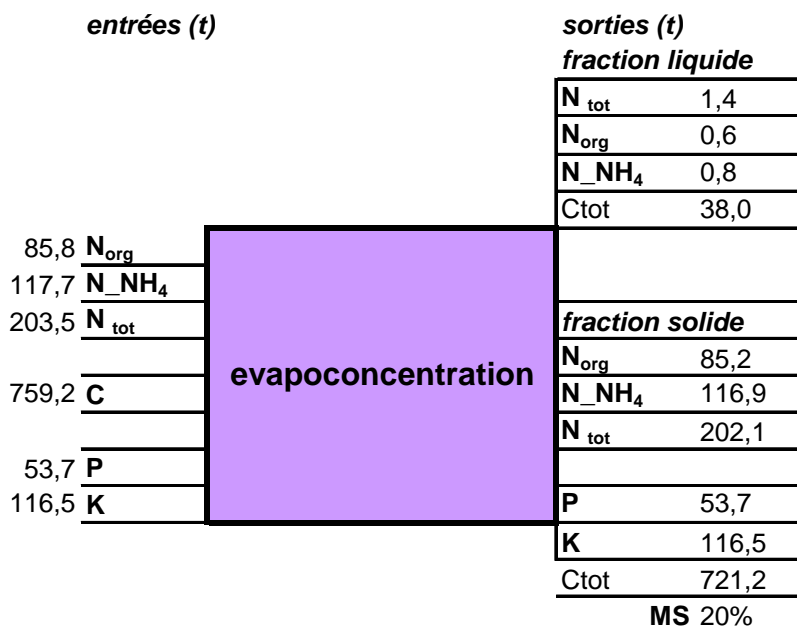 entrées (t)
sorties (t)
fraction liquide
N tot 1,4
Norg 0,6
N_NH4 0,8
Ctot 38,0
85,8 Norg
117,7 N_NH4
203,5 N tot
759,2 C
53,7 P
116,5 K
evapoconcentration
fraction solide
Norg 85,2
N_NH4 116,9
N tot 202,1
P 53,7
K 116,5
Ctot 721,2
MS 20%